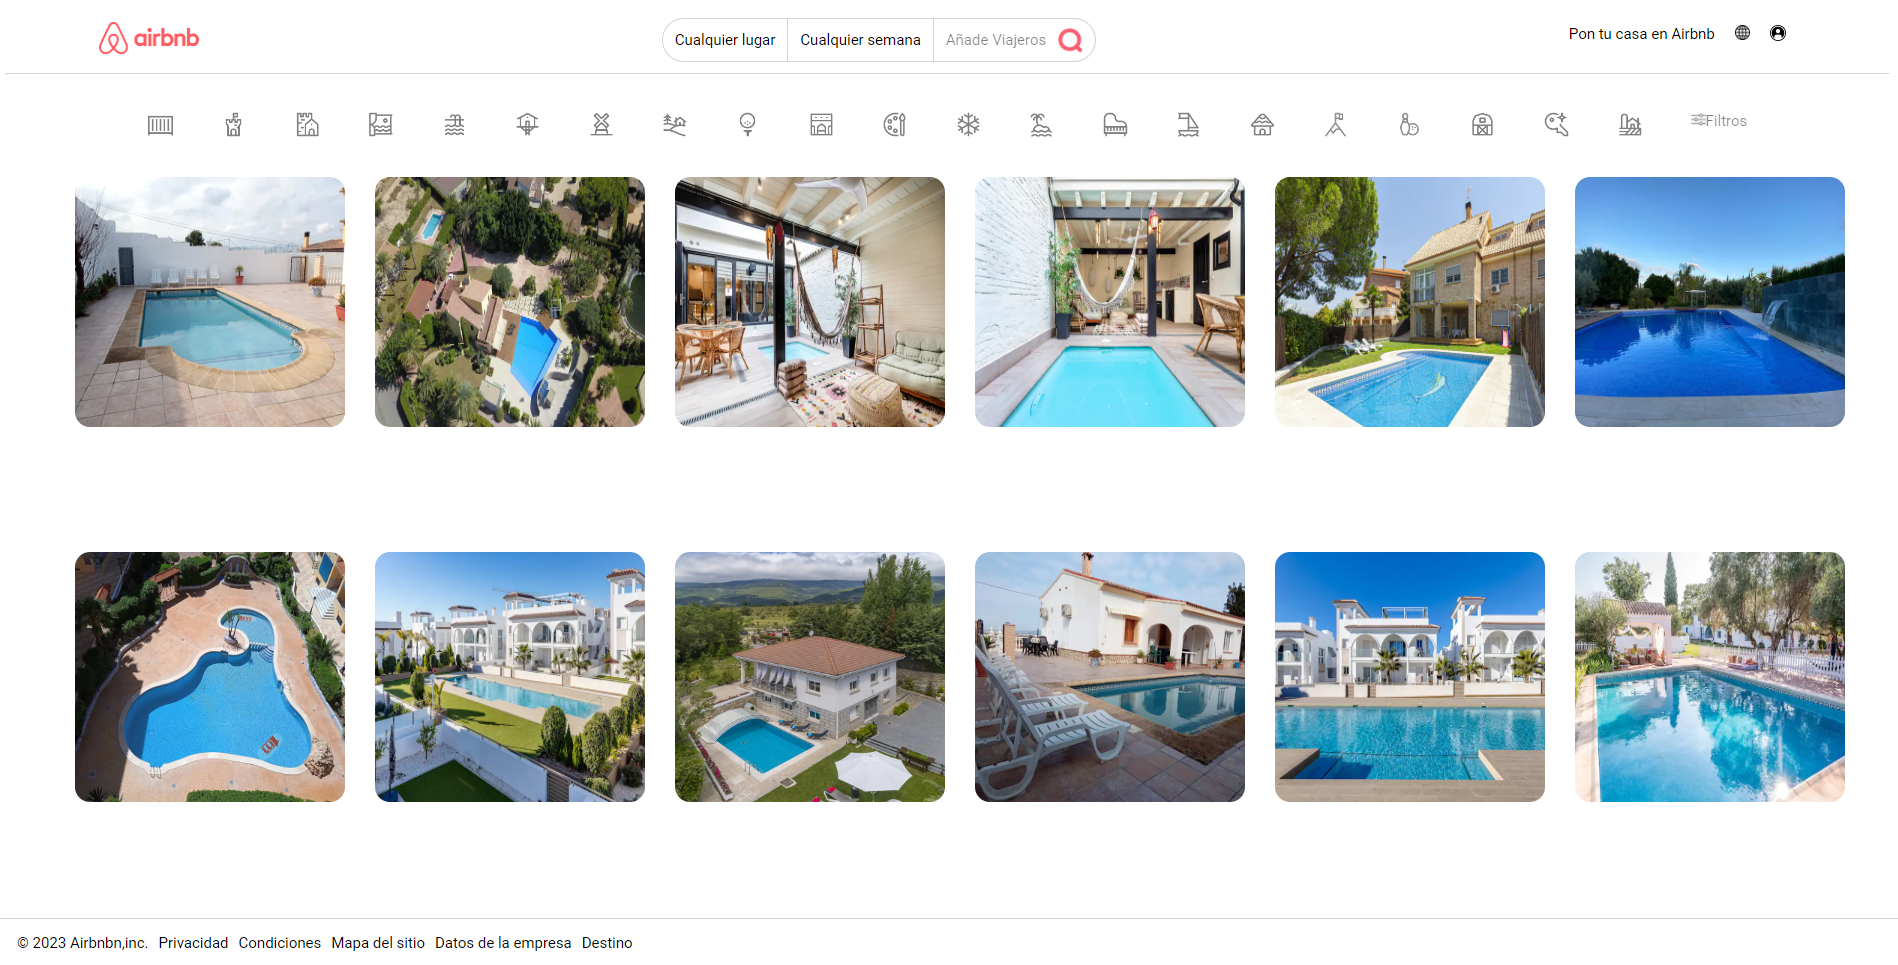 airbnb
Cualquier lugar
Cualquier semana
Añade Viajeros
Pon tu casa en Airbnb
Filtros
© 2023 Airbnbn,inc. Privacidad Condiciones Mapa del sitio Datos de la empresa Destino